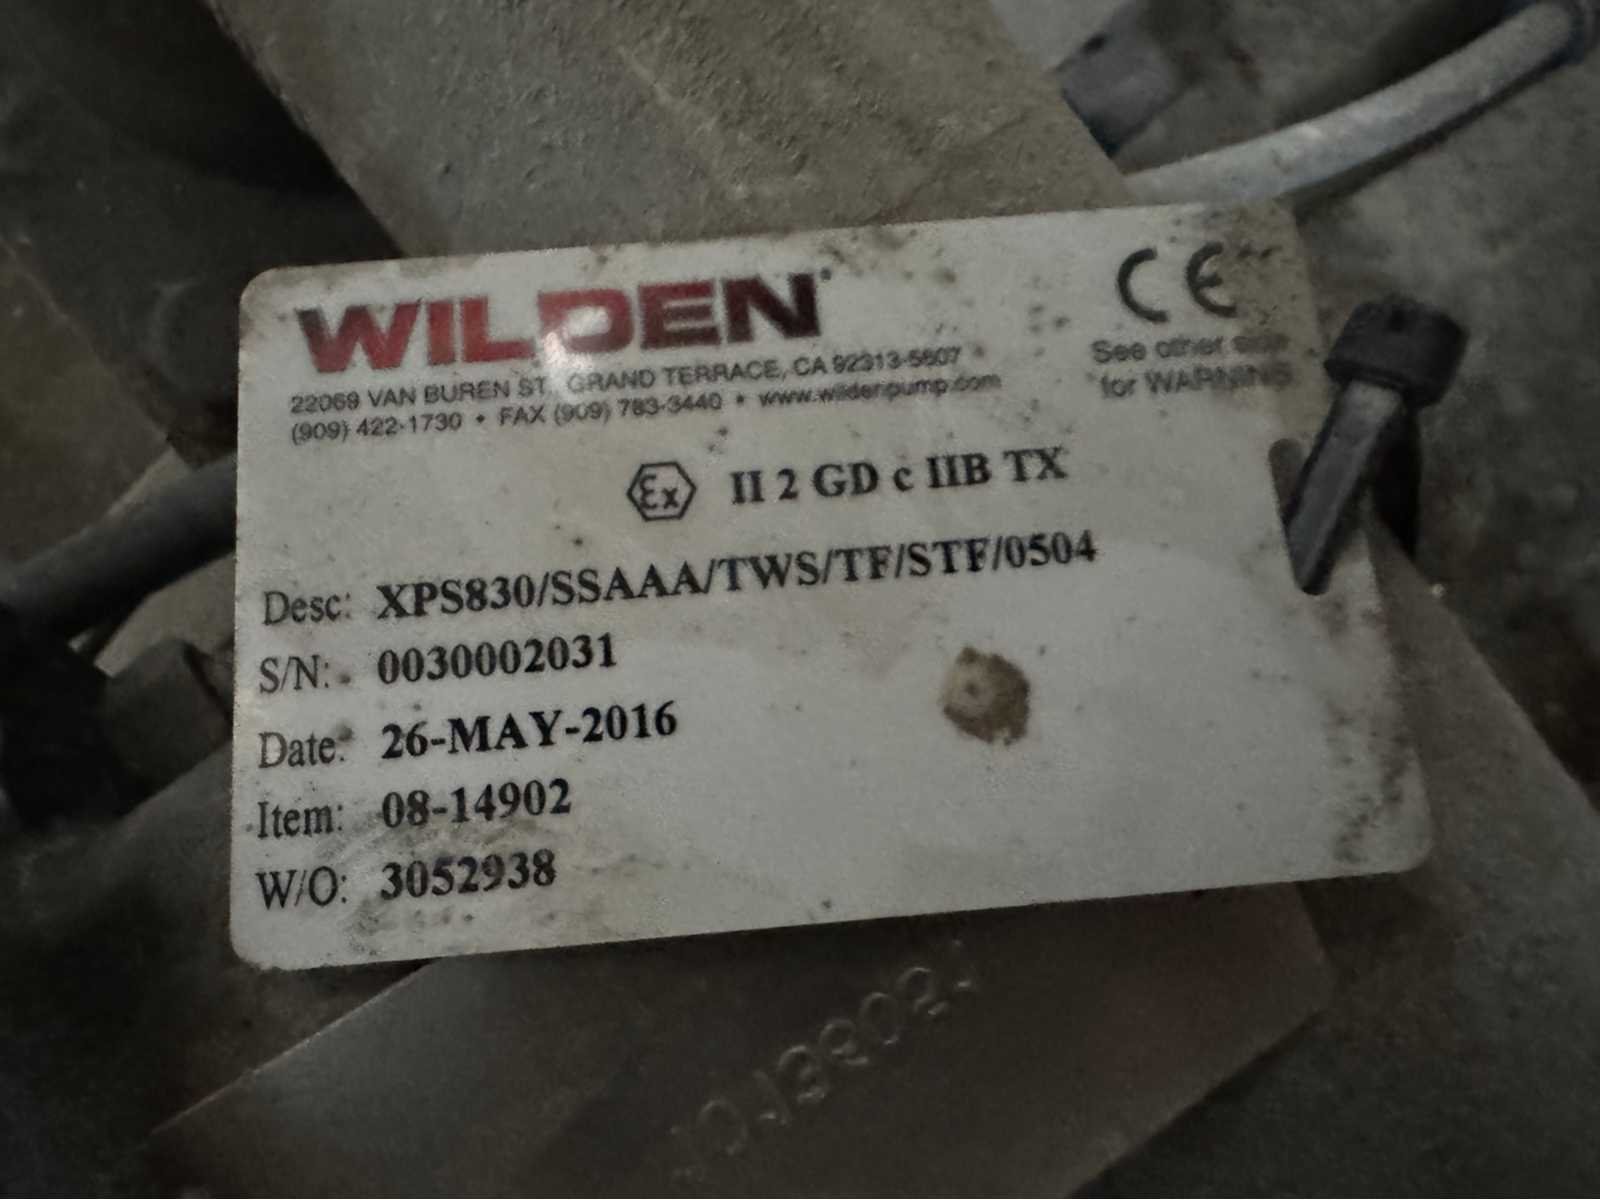 WILDEN®
22069 VAN BUREN ST, GRAND TERRACE, CA 92313-5607
(909) 422-1730 • FAX (909) 783-3440 • www.wildenpump.com
CE
See other side
for WARNING
Ex II 2 GD c IIB TX
Desc: XPS830/SSAAA/TWS/TF/STF/0504
S/N: 0030002031
Date: 26-MAY-2016
Item: 08-14902
W/O: 3052938